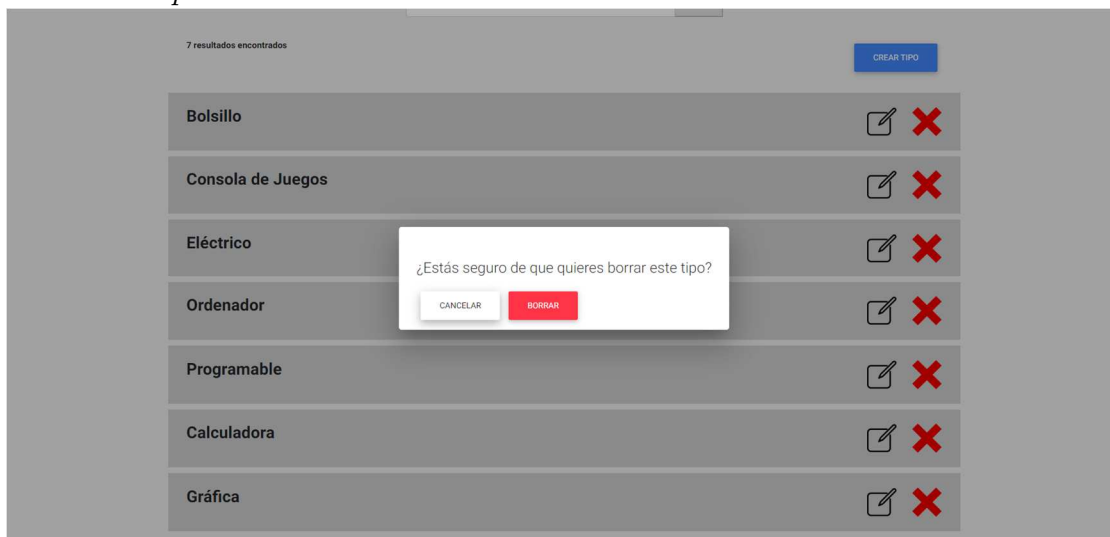 7 resultados encontrados
CREAR TIPO
Bolsillo
Consola de Juegos
Eléctrico
¿Estás seguro de que quieres borrar este tipo?
CANCELAR BORRAR
Ordenador
Programable
Calculadora
Gráfica